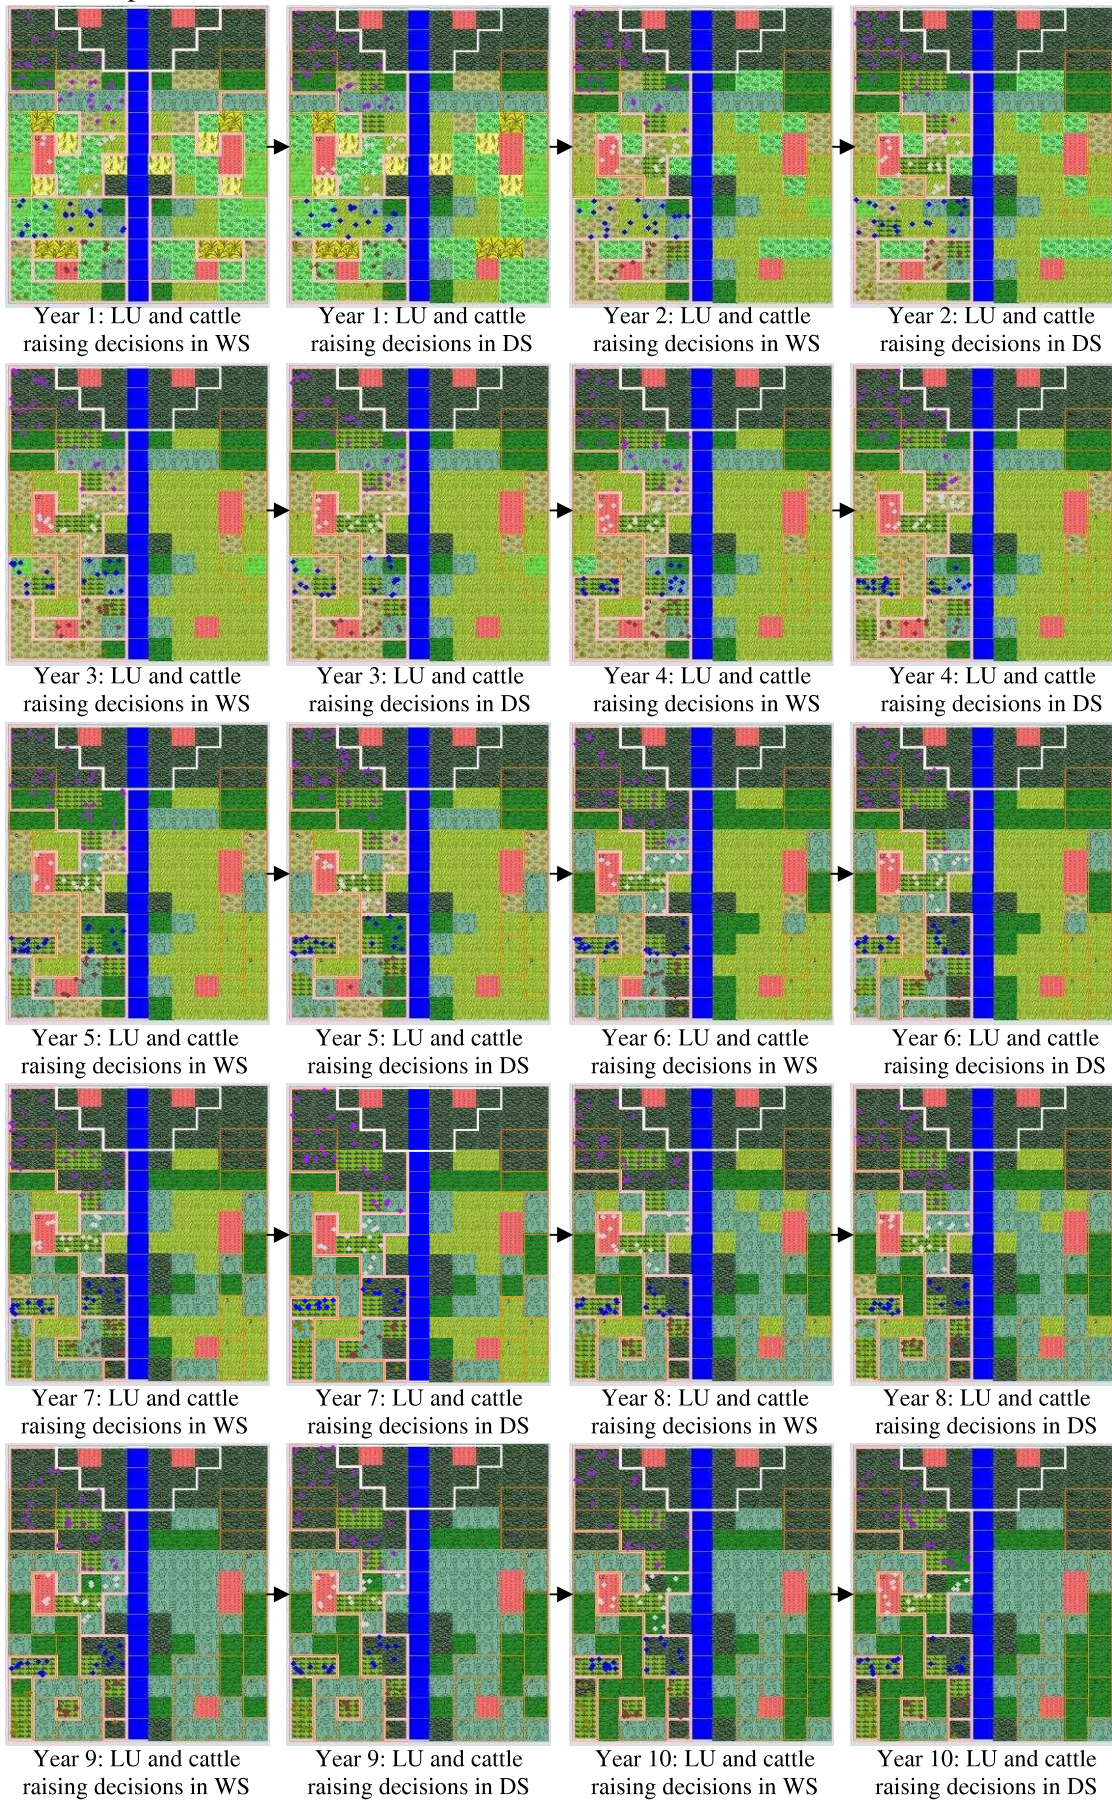 Year 1: LU and cattle
raising decisions in WS
Year 1: LU and cattle
raising decisions in DS
Year 2: LU and cattle
raising decisions in WS
Year 2: LU and cattle
raising decisions in DS
Year 3: LU and cattle
raising decisions in WS
Year 3: LU and cattle
raising decisions in DS
Year 4: LU and cattle
raising decisions in WS
Year 4: LU and cattle
raising decisions in DS
Year 5: LU and cattle
raising decisions in WS
Year 5: LU and cattle
raising decisions in DS
Year 6: LU and cattle
raising decisions in WS
Year 6: LU and cattle
raising decisions in DS
Year 7: LU and cattle
raising decisions in WS
Year 7: LU and cattle
raising decisions in DS
Year 8: LU and cattle
raising decisions in WS
Year 8: LU and cattle
raising decisions in DS
Year 9: LU and cattle
raising decisions in WS
Year 9: LU and cattle
raising decisions in DS
Year 10: LU and cattle
raising decisions in WS
Year 10: LU and cattle
raising decisions in DS